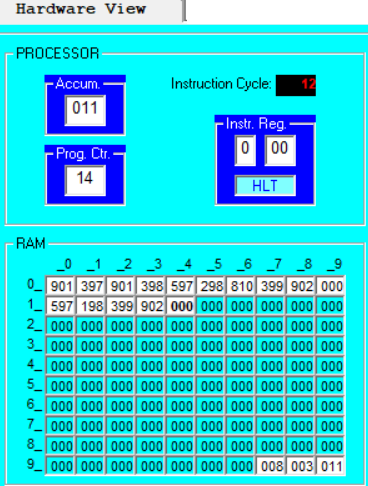 Hardware View
PROCESSOR
Accum. Instruction Cycle: 12
011
Instr. Reg.
Prog. Ctr. 0 00
14 HLT
RAM
_0 _1 _2 _3 _4 _5 _6 _7 _8 _9
0_ 901 397 901 398 597 298 810 399 902 000
1_ 597 198 399 902 000 000 000 000 000 000
2_ 000 000 000 000 000 000 000 000 000 000
3_ 000 000 000 000 000 000 000 000 000 000
4_ 000 000 000 000 000 000 000 000 000 000
5_ 000 000 000 000 000 000 000 000 000 000
6_ 000 000 000 000 000 000 000 000 000 000
7_ 000 000 000 000 000 000 000 000 000 000
8_ 000 000 000 000 000 000 000 000 000 000
9_ 000 000 000 000 000 000 000 008 003 011